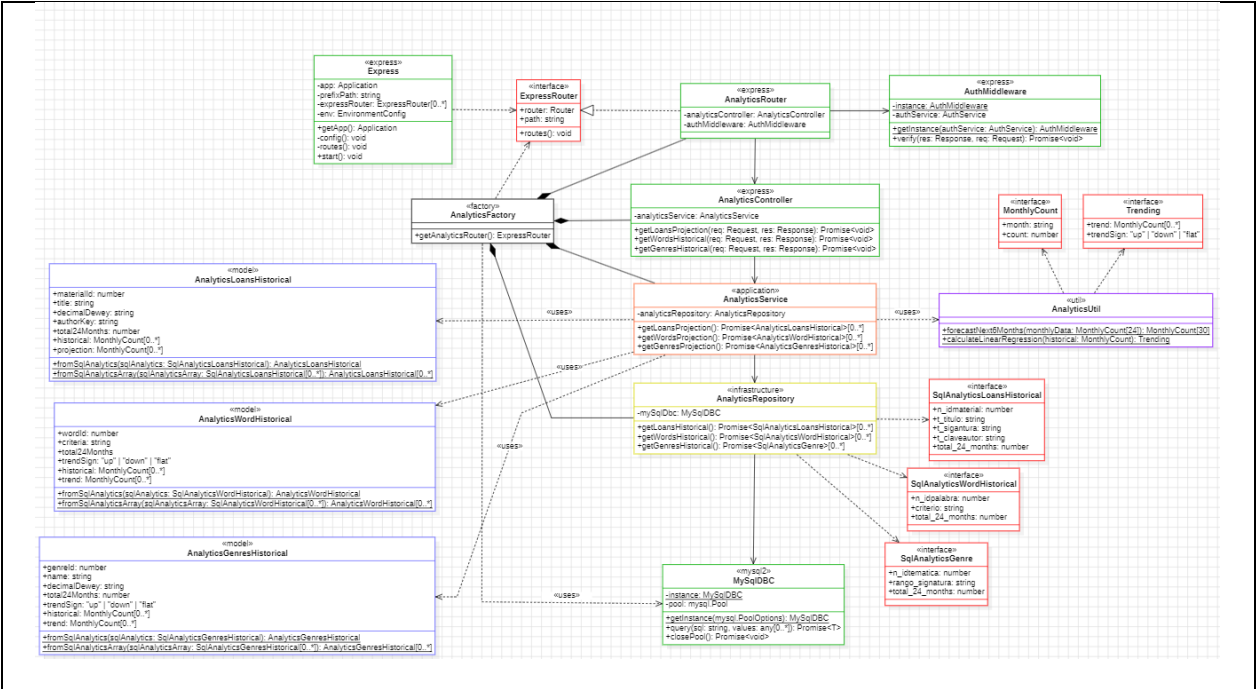 «express»
Express
-app: Application
-prefixPath: string
-expressRouter: ExpressRouter[0..*]
-env: EnvironmentConfig
+getApp(): Application
-config(): void
-routes(): void
+start(): void
«interface»
ExpressRouter
+router: Router
+path: string
+routes(): void
«express»
AnalyticsRouter
-analyticsController: AnalyticsController
-authMiddleware: AuthMiddleware
«express»
AuthMiddleware
-instance: AuthMiddleware
-authService: AuthService
+getInstance(authService: AuthService): AuthMiddleware
+verify(res: Response, req: Request): Promise<void>
«factory»
AnalyticsFactory
+getAnalyticsRouter(): ExpressRouter
«express»
AnalyticsController
-analyticsService: AnalyticsService
+getLoansProjection(req: Request, res: Response): Promise<void>
+getWordsHistorical(req: Request, res: Response): Promise<void>
+getGenresHistorical(req: Request, res: Response): Promise<void>
«interface»
MonthlyCount
+month: string
+count: number
«interface»
Trending
+trend: MonthlyCount[0..*]
+trendSign: "up" | "down" | "flat"
«model»
AnalyticsLoansHistorical
+materialId: number
+title: string
+decimalDewey: string
+authorKey: string
+total24Months: number
+historical: MonthlyCount[0..*]
+projection: MonthlyCount[0..*]
+fromSqlAnalytics(sqlAnalytics: SqlAnalyticsLoansHistorical): AnalyticsLoansHistorical
+fromSqlAnalyticsArray(sqlAnalyticsArray: SqlAnalyticsLoansHistorical[0..*]): AnalyticsLoansHistorical[0..*]
«application»
AnalyticsService
-analyticsRepository: AnalyticsRepository
+getLoansProjection(): Promise<AnalyticsLoansHistorical>[0..*]
+getWordsProjection(): Promise<AnalyticsWordHistorical>[0..*]
+getGenresProjection(): Promise<AnalyticsGenresHistorical>[0..*]
«uses»
«uses»
«util»
AnalyticsUtil
+forecastNext6Months(monthlyData: MonthlyCount[24]): MonthlyCount[30]
+calculateLinearRegression(historical: MonthlyCount): Trending
«uses»
«model»
AnalyticsWordHistorical
+wordId: number
+criteria: string
+total24Months
+trendSign: "up" | "down" | "flat"
+historical: MonthlyCount[0..*]
+trend: MonthlyCount[0..*]
+fromSqlAnalytics(sqlAnalytics: SqlAnalyticsWordHistorical): AnalyticsWordHistorical
+fromSqlAnalyticsArray(sqlAnalyticsArray: SqlAnalyticsWordHistorical[0..*]): AnalyticsWordHistorical[0..*]
«uses»
«infrastructure»
AnalyticsRepository
-mySqlDbc: MySqlDBC
+getLoansHistorical(): Promise<SqlAnalyticsLoansHistorical>[0..*]
+getWordsHistorical(): Promise<SqlAnalyticsWordHistorical>[0..*]
+getGenresHistorical(): Promise<SqlAnalyticsGenre>[0..*]
«interface»
SqlAnalyticsLoansHistorical
+n_idmaterial: number
+t_titulo: string
+t_sigantura: string
+t_claveautor: string
+total_24_months: number
«interface»
SqlAnalyticsWordHistorical
+n_idpalabra: number
+criterio: string
+total_24_months: number
«model»
AnalyticsGenresHistorical
+genreId: number
+name: string
+decimalDewey: string
+total24Months: number
+trendSign: "up" | "down" | "flat"
+historical: MonthlyCount[0..*]
+trend: MonthlyCount[0..*]
+fromSqlAnalytics(sqlAnalytics: SqlAnalyticsGenresHistorical): AnalyticsGenresHistorical
+fromSqlAnalyticsArray(sqlAnalyticsArray: SqlAnalyticsGenresHistorical[0..*]): AnalyticsGenresHistorical[0..*]
«interface»
SqlAnalyticsGenre
+n_idtematica: number
+rango_signatura: string
+total_24_months: number
«uses»
«mysql2»
MySqlDBC
-instance: MySqlDBC
-pool: mysql.Pool
+getInstance(mysql.PoolOptions): MySqlDBC
+query(sql: string, values: any[0..*]): Promise<T>
+closePool(): Promise<void>